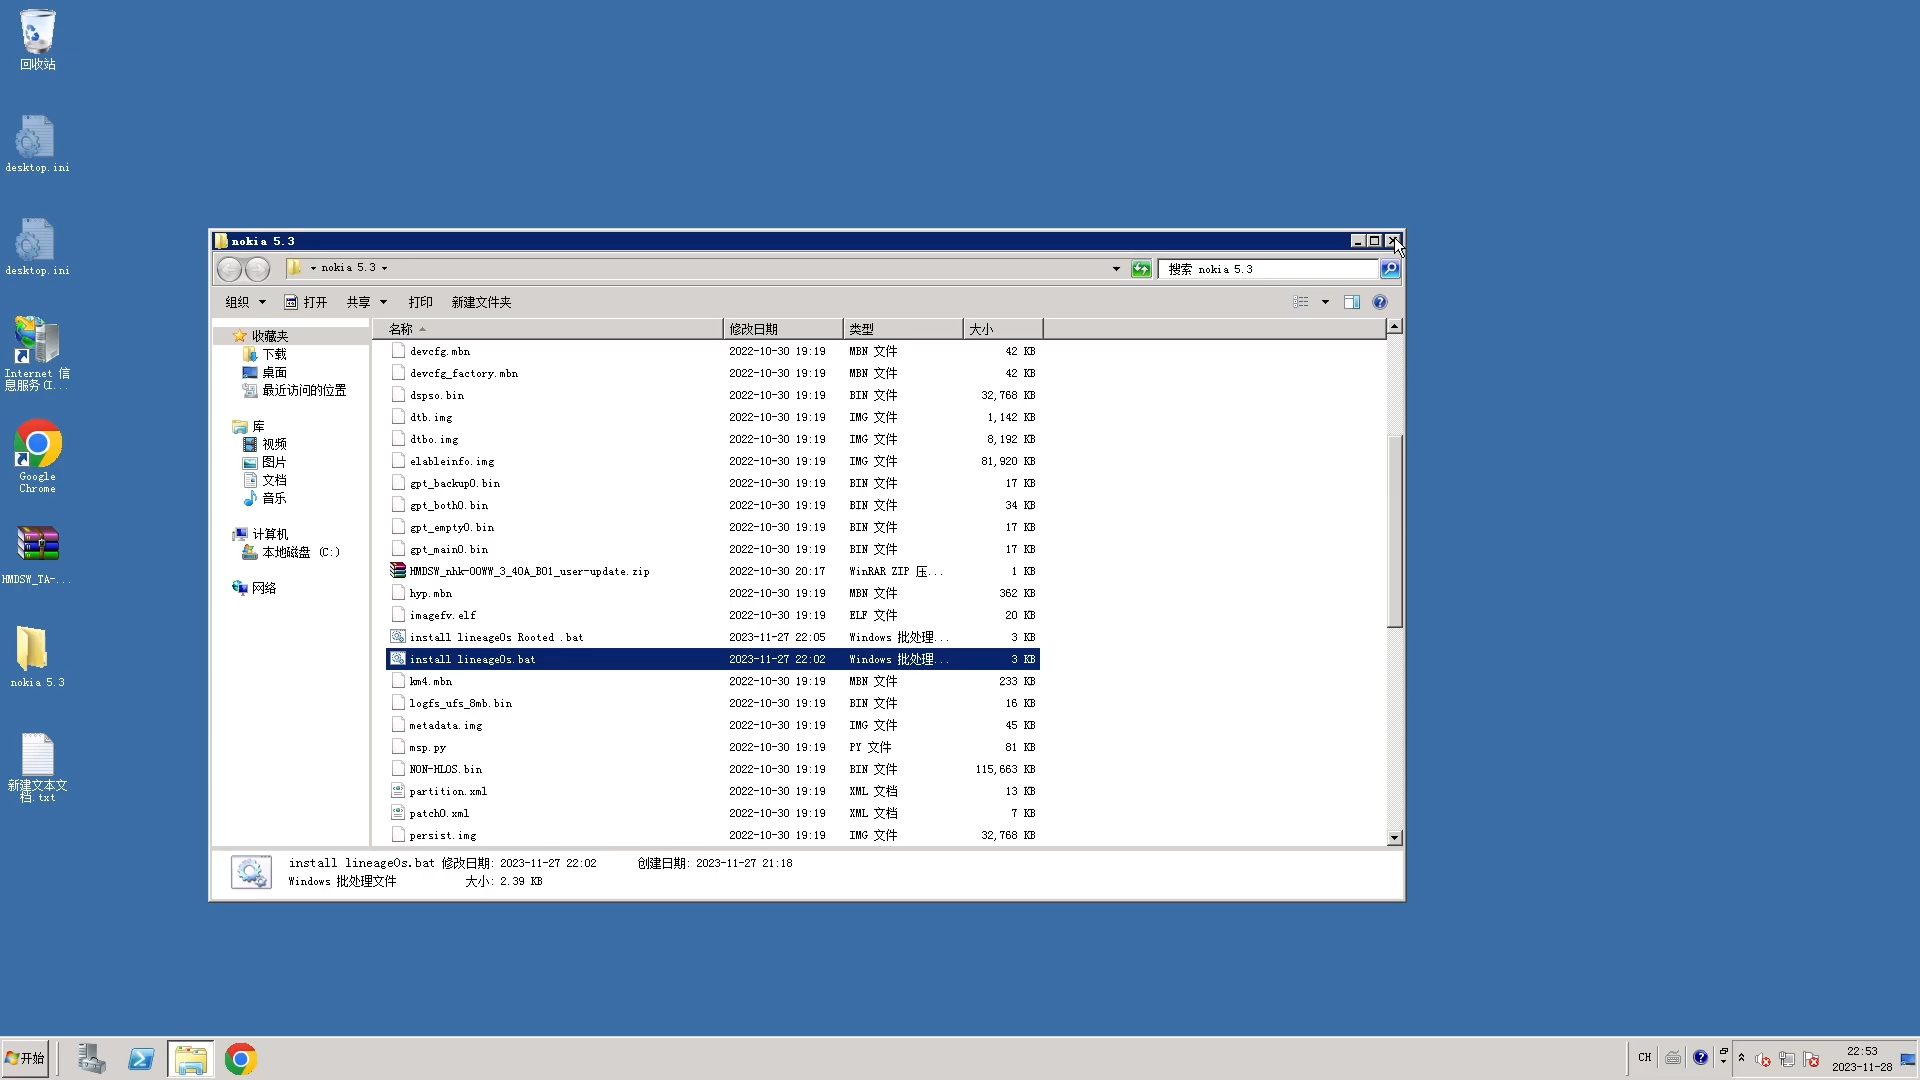 回收站
desktop.ini
desktop.ini
Internet 信
息服务(I...
Google
Chrome
HMDSW_TA-...
nokia 5.3
新建文本文
档.txt
nokia 5.3
nokia 5.3
搜索 nokia 5.3
组织 打开 共享 打印 新建文件夹
收藏夹
下载
桌面
最近访问的位置
库
视频
图片
文档
音乐
计算机
本地磁盘 (C:)
网络
名称 修改日期 类型 大小
devcfg.mbn 2022-10-30 19:19 MBN 文件 42 KB
devcfg_factory.mbn 2022-10-30 19:19 MBN 文件 42 KB
dspso.bin 2022-10-30 19:19 BIN 文件 32,768 KB
dtb.img 2022-10-30 19:19 IMG 文件 1,142 KB
dtbo.img 2022-10-30 19:19 IMG 文件 8,192 KB
elableinfo.img 2022-10-30 19:19 IMG 文件 81,920 KB
gpt_backup0.bin 2022-10-30 19:19 BIN 文件 17 KB
gpt_both0.bin 2022-10-30 19:19 BIN 文件 34 KB
gpt_empty0.bin 2022-10-30 19:19 BIN 文件 17 KB
gpt_main0.bin 2022-10-30 19:19 BIN 文件 17 KB
HMDSW_nhk-00WW_3_40A_B01_user-update.zip 2022-10-30 20:17 WinRAR ZIP 压... 1 KB
hyp.mbn 2022-10-30 19:19 MBN 文件 362 KB
imagefv.elf 2022-10-30 19:19 ELF 文件 20 KB
install lineageOs Rooted .bat 2023-11-27 22:05 Windows 批处理... 3 KB
install lineageOs.bat 2023-11-27 22:02 Windows 批处理... 3 KB
km4.mbn 2022-10-30 19:19 MBN 文件 233 KB
logfs_ufs_8mb.bin 2022-10-30 19:19 BIN 文件 16 KB
metadata.img 2022-10-30 19:19 IMG 文件 45 KB
msp.py 2022-10-30 19:19 PY 文件 81 KB
NON-HLOS.bin 2022-10-30 19:19 BIN 文件 115,663 KB
partition.xml 2022-10-30 19:19 XML 文档 13 KB
patch0.xml 2022-10-30 19:19 XML 文档 7 KB
persist.img 2022-10-30 19:19 IMG 文件 32,768 KB
install lineageOs.bat 修改日期: 2023-11-27 22:02 创建日期: 2023-11-27 21:18
Windows 批处理文件 大小: 2.39 KB
开始
CH
22:53
2023-11-28